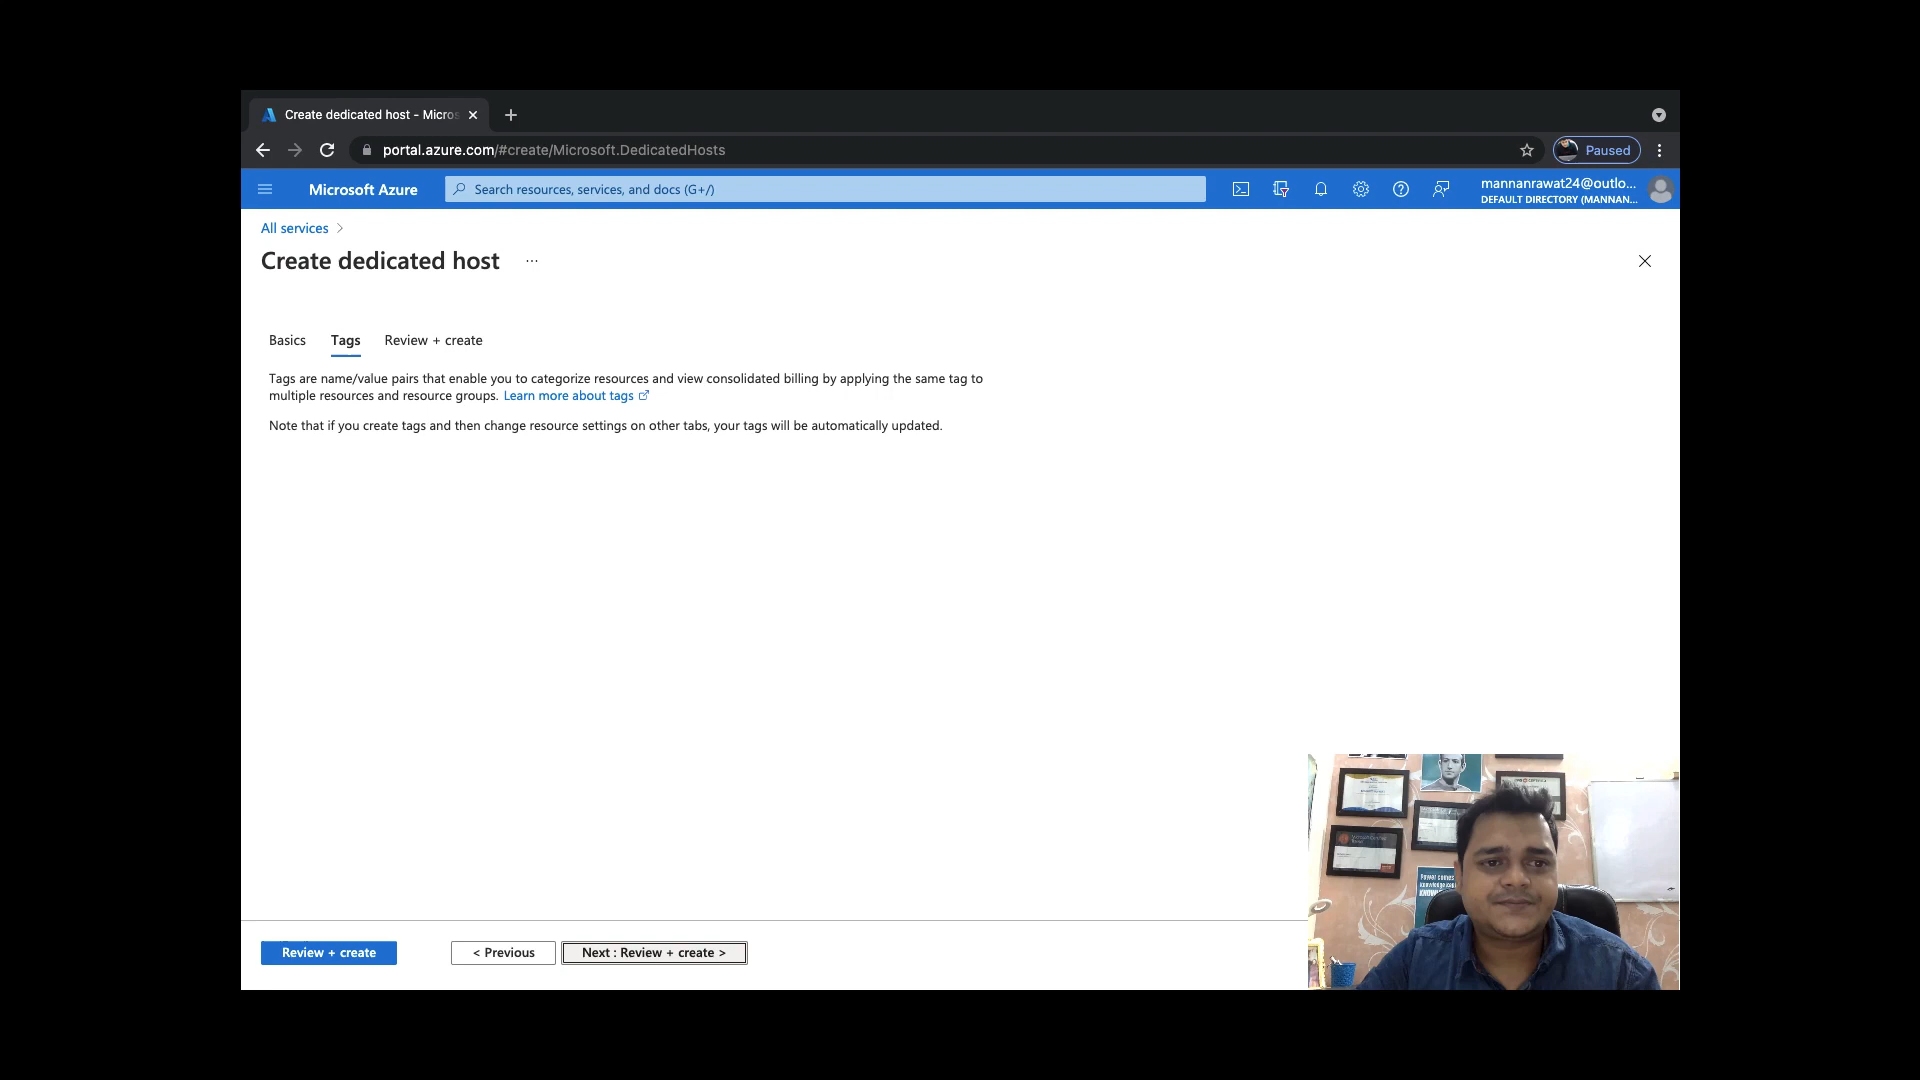 Create dedicated host - Micros
portal.azure.com/#create/Microsoft.DedicatedHosts
Paused
Microsoft Azure
Search resources, services, and docs (G+/)
mannanrawat24@outlo...
DEFAULT DIRECTORY (MANNAN...
All services
Create dedicated host
Basics
Tags
Review + create
Tags are name/value pairs that enable you to categorize resources and view consolidated billing by applying the same tag to
multiple resources and resource groups. Learn more about tags
Note that if you create tags and then change resource settings on other tabs, your tags will be automatically updated.
Power comes
Review + create
< Previous
Next : Review + create >